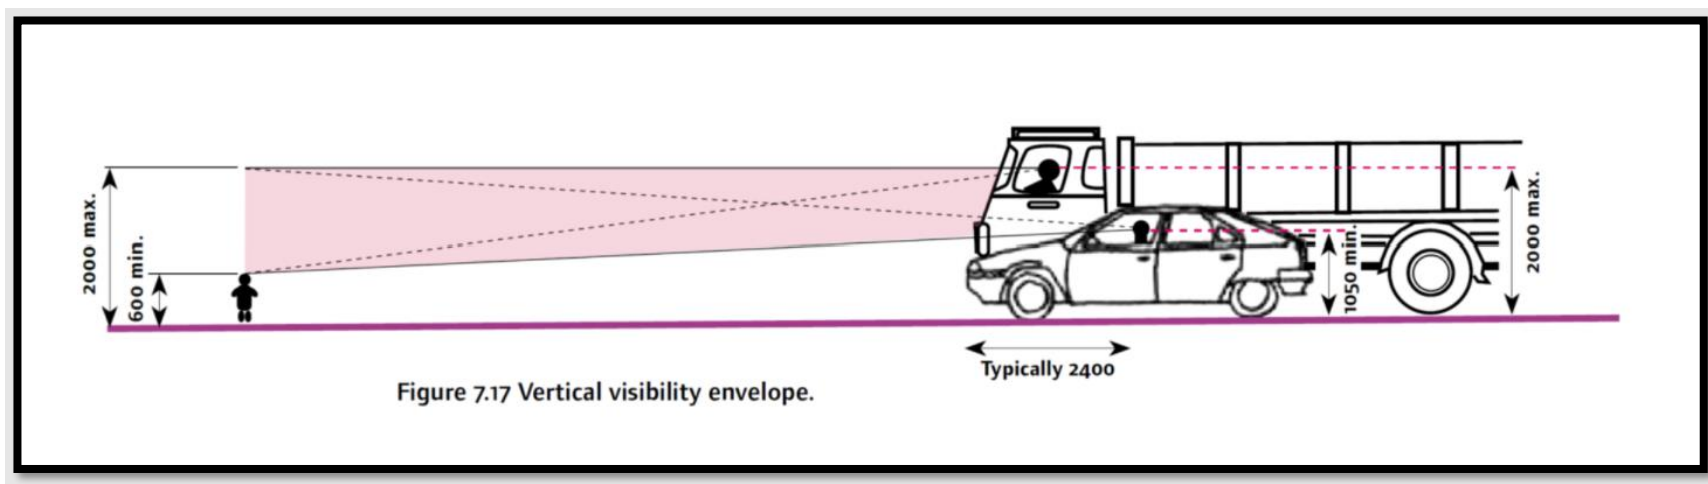 2000 max.
600 min.
1050 min.
2000 max.
Typically 2400
Figure 7.17 Vertical visibility envelope.